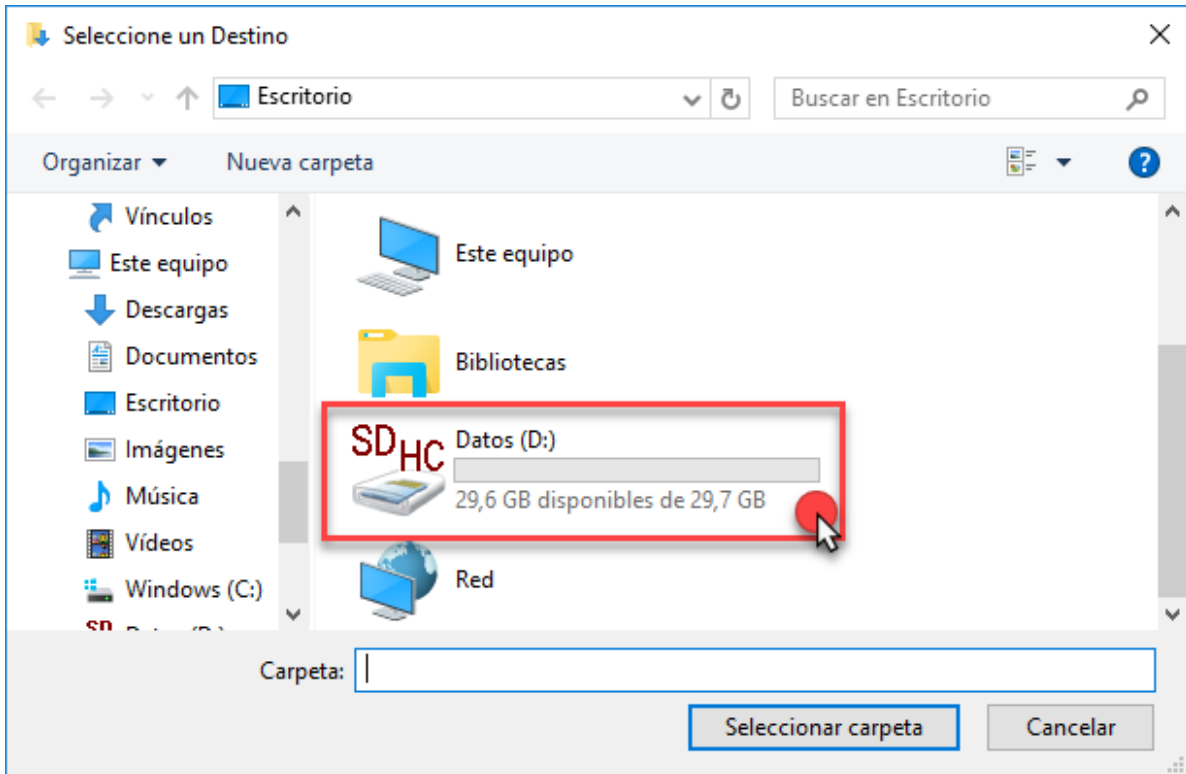 Seleccione un Destino
Escritorio
Buscar en Escritorio
Organizar
Nueva carpeta
?
Vínculos
Este equipo
Descargas
Documentos
Escritorio
Imágenes
Música
Vídeos
Windows (C:)
SD
Este equipo
Bibliotecas
SDHC
Datos (D:)
29,6 GB disponibles de 29,7 GB
Red
Carpeta:
Seleccionar carpeta
Cancelar